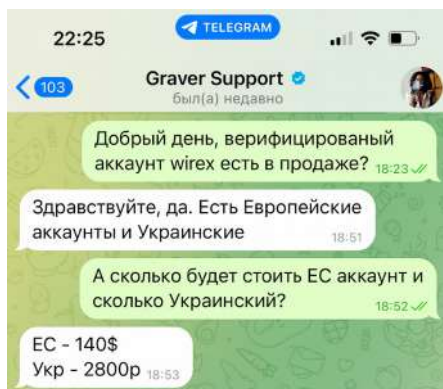 22:25
TELEGRAM
103
Graver Support
был(а) недавно
Добрый день, верифицированый
аккаунт wirex есть в продаже? 18:23
Здравствуйте, да. Есть Европейские
аккаунты и Украинские 18:51
А сколько будет стоить ЕС аккаунт и
сколько Украинский? 18:52
ЕС - 140$
Укр - 2800р 18:53